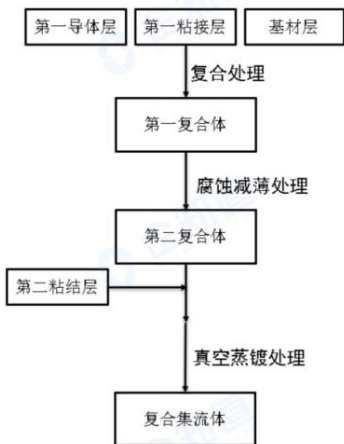 第一导体层 第一粘接层 基材层
复合处理
第一复合体
腐蚀减薄处理
第二复合体
第二粘结层
真空蒸镀处理
复合集流体